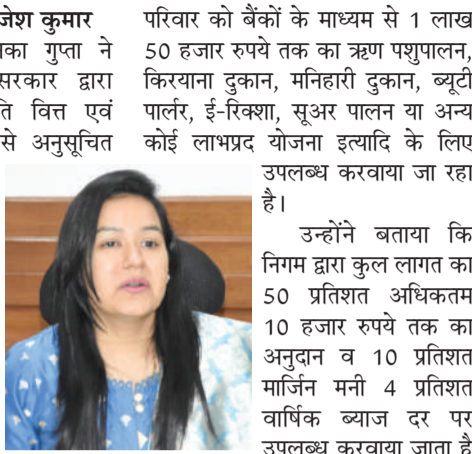 जेश कुमार
का गुप्ता ने
सरकार द्वारा
ति वित्त एवं
से अनुसूचित
परिवार को बैंकों के माध्यम से 1 लाख
50 हजार रुपये तक का ऋण पशुपालन,
किरयाना दुकान, मनिहारी दुकान, ब्यूटी
पार्लर, ई-रिक्शा, सूअर पालन या अन्य
कोई लाभप्रद योजना इत्यादि के लिए
उपलब्ध करवाया जा रहा
है।
उन्होंने बताया कि
निगम द्वारा कुल लागत का
50 प्रतिशत अधिकतम
10 हजार रुपये तक का
अनुदान व 10 प्रतिशत
मार्जिन मनी 4 प्रतिशत
वार्षिक ब्याज दर पर
उपलब्ध करवाया जाता है